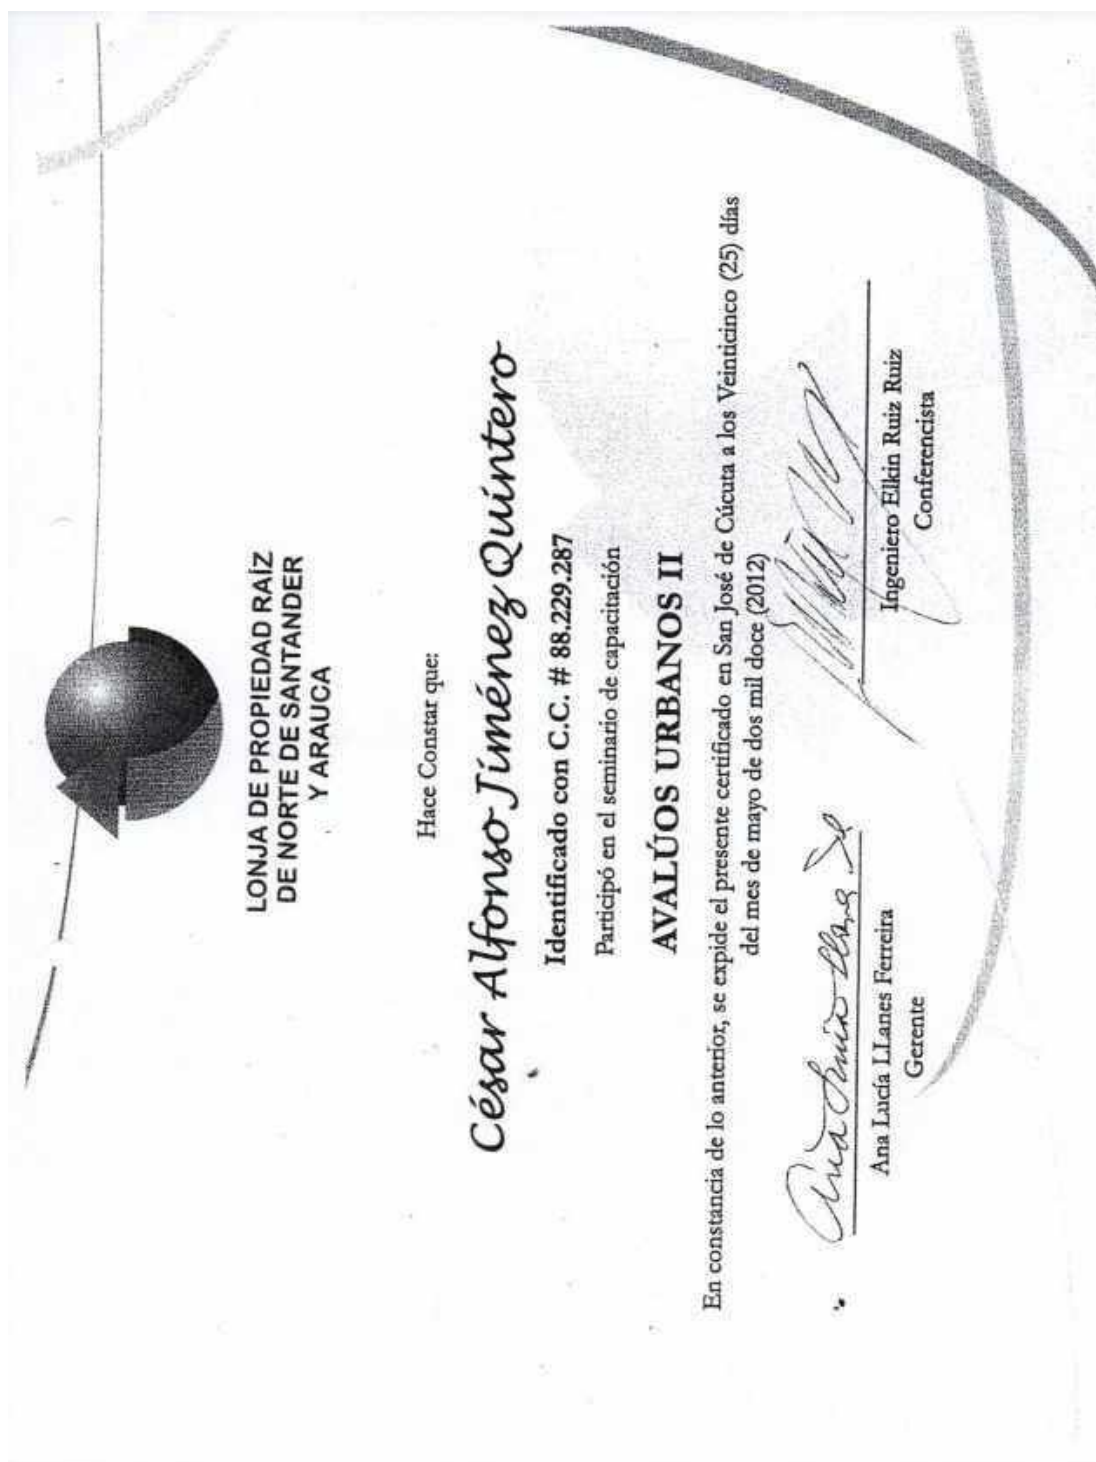 LONJA DE PROPIEDAD RAÍZ
DE NORTE DE SANTANDER
Y ARAUCA
Hace Constar que:
César Alfonso Jiménez Quintero
Identificado con C.C. # 88.229.287
Participó en el seminario de capacitación
AVALÚOS URBANOS II
En constancia de lo anterior, se expide el presente certificado en San José de Cúcuta a los Veinticinco (25) días
del mes de mayo de dos mil doce (2012)
Ana Lucía LLanes Ferreira
Gerente
Ingeniero Elkin Ruiz Ruiz
Conferencista